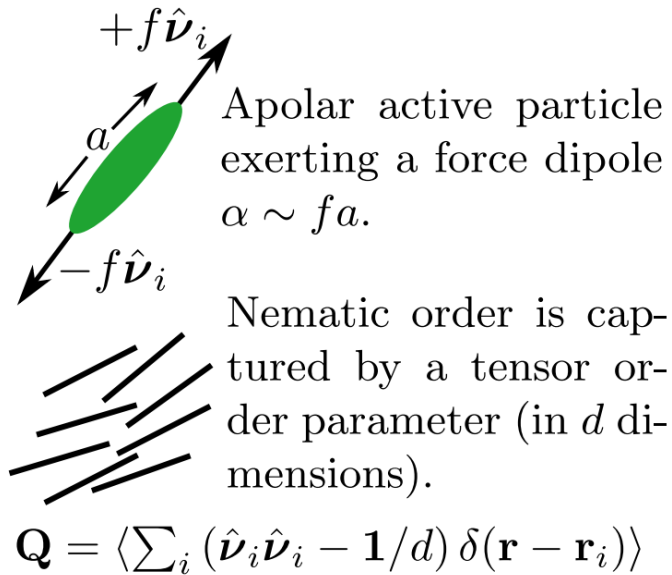 +f𝛎̂ᵢ
a
−f𝛎̂ᵢ
Apolar active particle
exerting a force dipole
α ∼ fa.
Nematic order is cap-
tured by a tensor or-
der parameter (in d di-
mensions).
𝐐 = ⟨∑ᵢ (𝛎̂ᵢ𝛎̂ᵢ − 𝟏/d) δ(𝐫 − 𝐫ᵢ)⟩